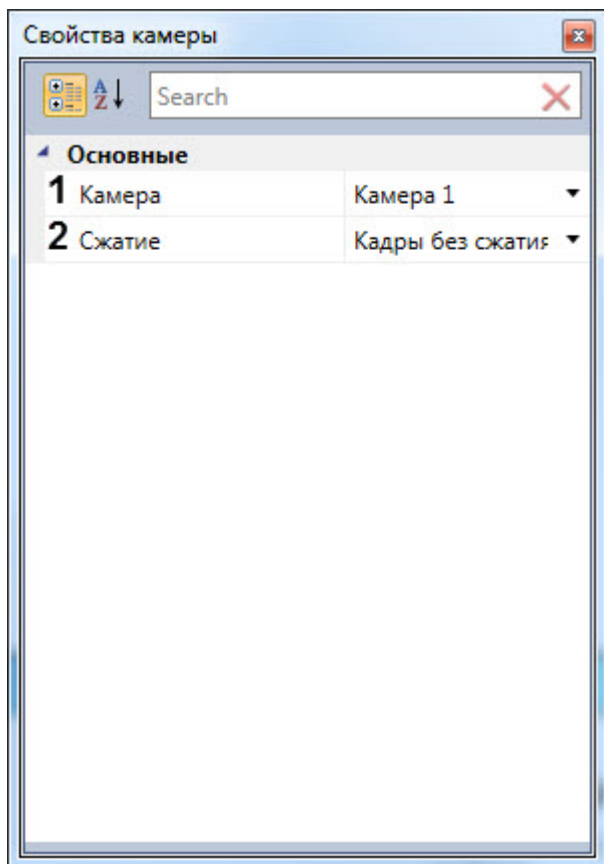 Свойства камеры
A
Z
Search
Основные
1 Камера Камера 1
2 Сжатие Кадры без сжатия